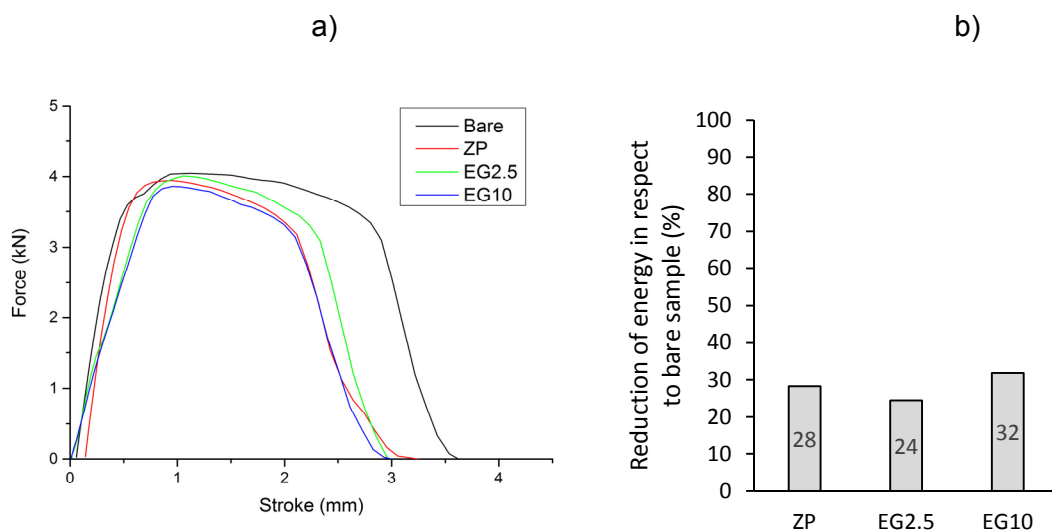 a)
5
4
3
2
1
0
Force (kN)
0 1 2 3 4
Stroke (mm)
Bare
ZP
EG2.5
EG10
b)
100
90
80
70
60
50
40
30
20
10
0
Reduction of energy in respect
to bare sample (%)
28 24 32
ZP EG2.5 EG10